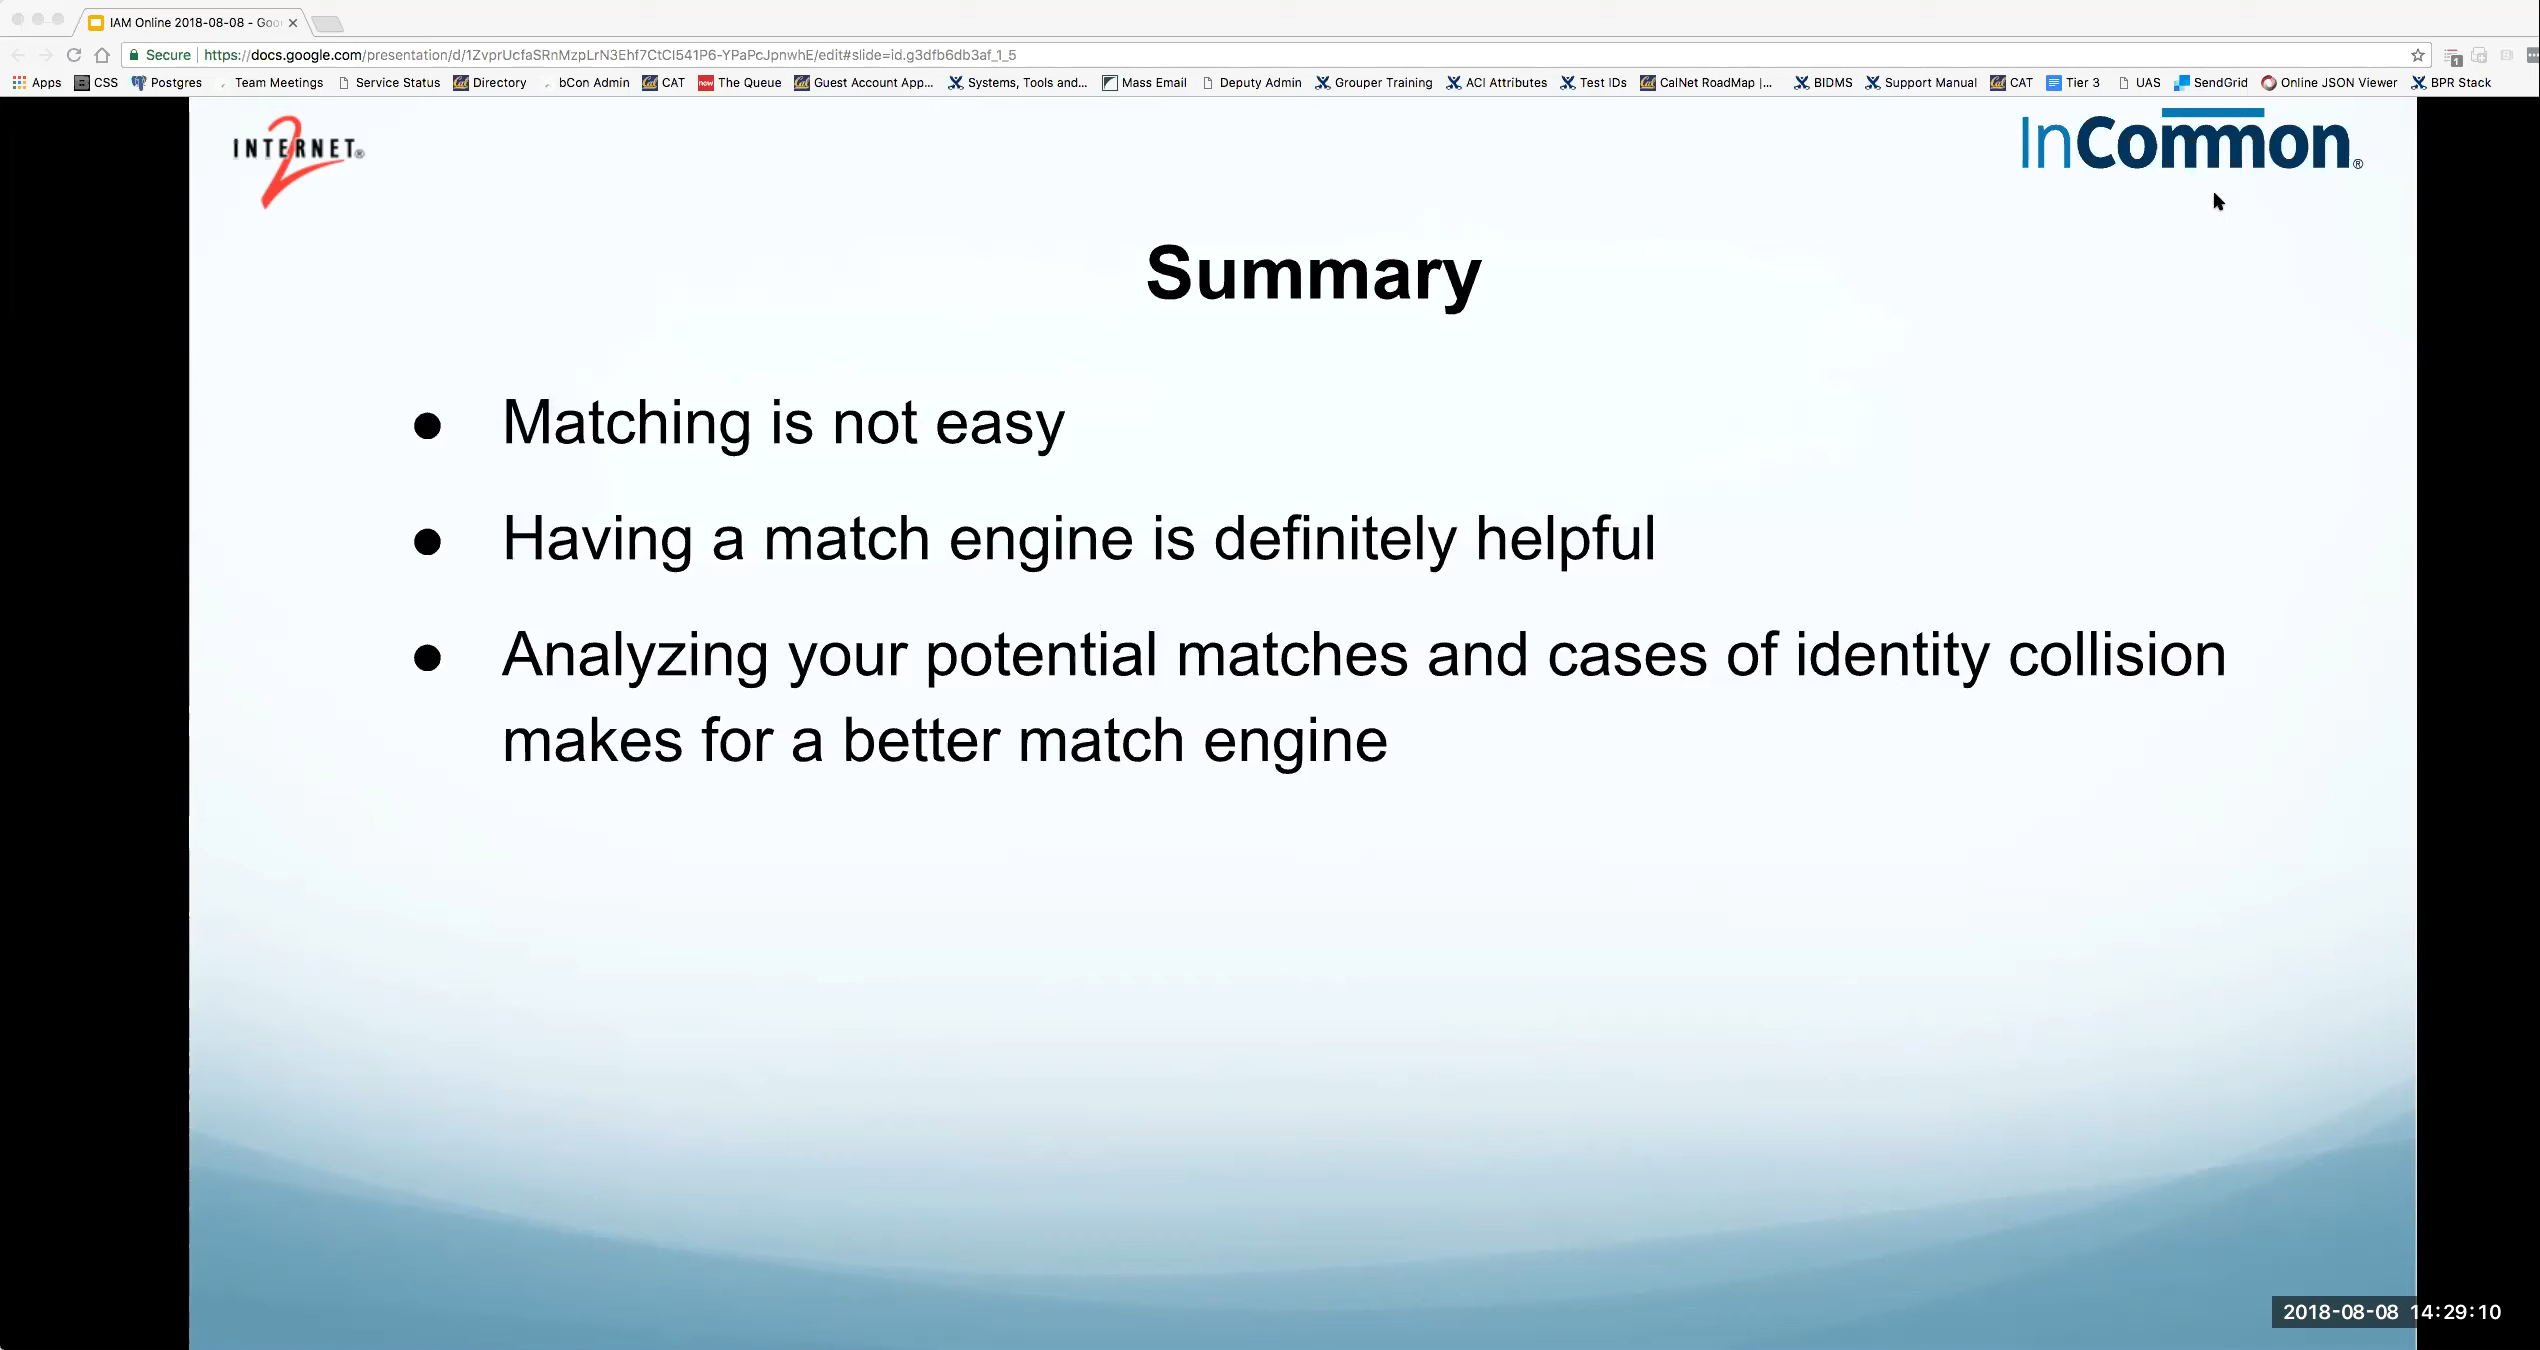 IAM Online 2018-08-08 - Goo
Secure https://docs.google.com/presentation/d/1ZvprUcfaSRnMzpLrN3Ehf7CtCI541P6-YPaPcJpnwhE/edit#slide=id.g3dfb6db3af_1_5
Apps CSS Postgres Team Meetings Service Status Directory bCon Admin CAT The Queue Guest Account App... Systems, Tools and... Mass Email Deputy Admin Grouper Training ACI Attributes Test IDs CalNet RoadMap |... BIDMS Support Manual CAT Tier 3 UAS SendGrid Online JSON Viewer BPR Stack
INTERNET® 2
InCommon®
Summary
● Matching is not easy
● Having a match engine is definitely helpful
● Analyzing your potential matches and cases of identity collision
makes for a better match engine
2018-08-08 14:29:10